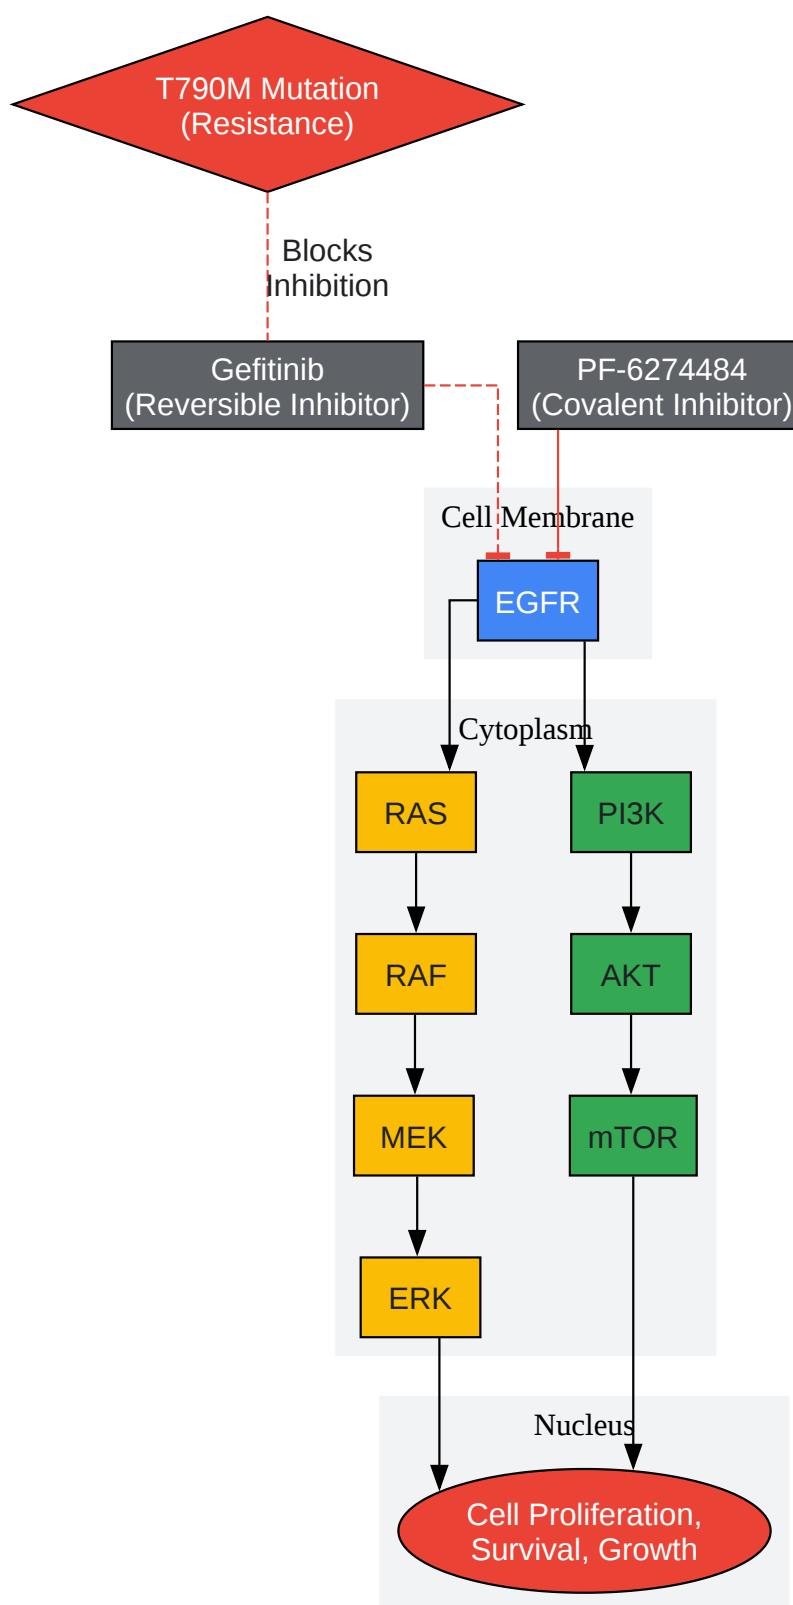 T790M Mutation
(Resistance)
Blocks
Inhibition
Gefitinib
(Reversible Inhibitor)
PF-6274484
(Covalent Inhibitor)
Cell Membrane
EGFR
Cytoplasm
RAS
PI3K
RAF
AKT
MEK
mTOR
ERK
Nucleus
Cell Proliferation,
Survival, Growth